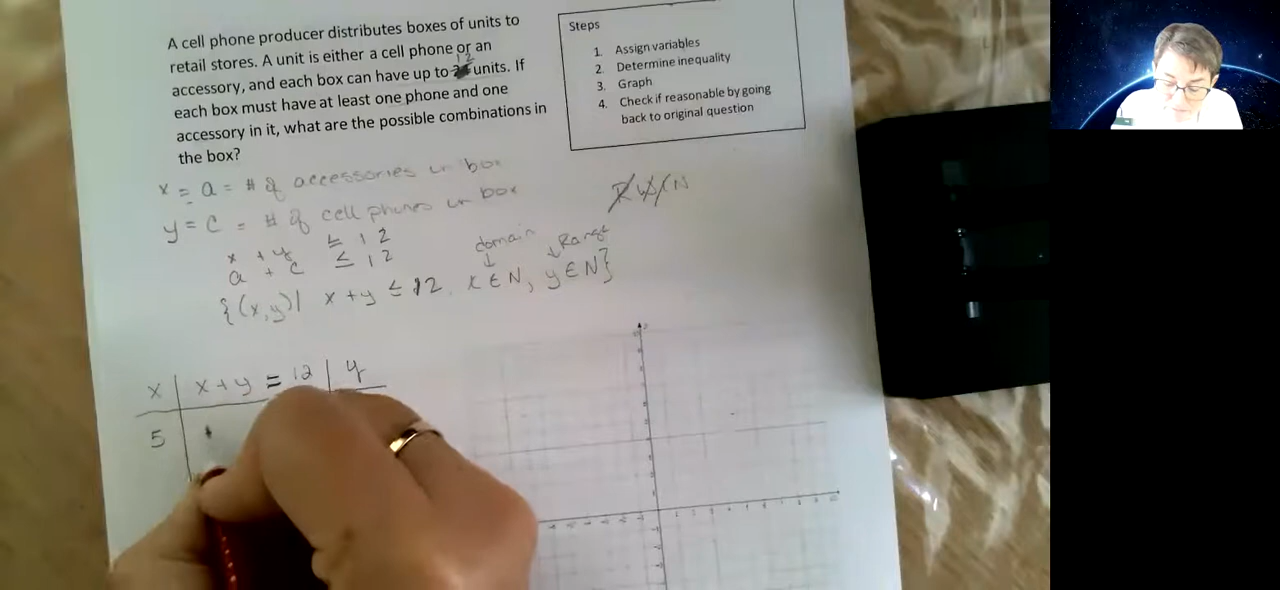 A cell phone producer distributes boxes of units to
retail stores. A unit is either a cell phone or an
12
accessory, and each box can have up to units. If
each box must have at least one phone and one
accessory in it, what are the possible combinations in
the box?
Steps
1. Assign variables
2. Determine inequality
3. Graph
4. Check if reasonable by going
back to original question
x = a = # of accessories in box
y = c = # of cell phones in box
x + y ≤ 12
a + c ≤ 12
domain Range
{(x,y)| x + y ≤ 12, x ∈ N, y ∈ N}
W N
x | x + y = 12 | y
5